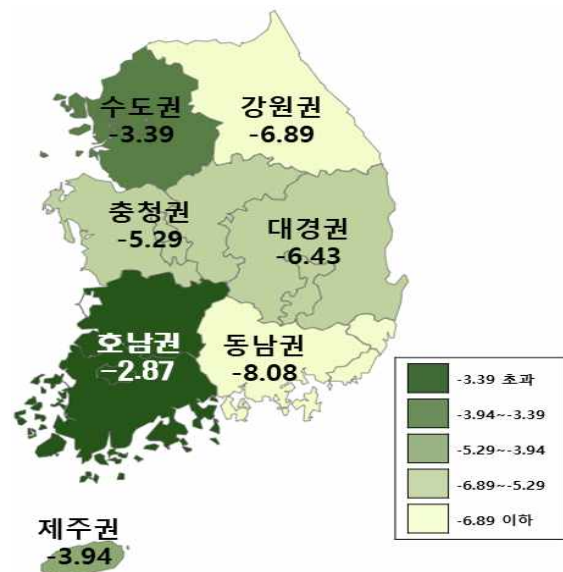 수도권
-3.39
강원권
-6.89
충청권
-5.29
대경권
-6.43
호남권
-2.87
동남권
-8.08
제주권
-3.94
-3.39 초과
-3.94~-3.39
-5.29~-3.94
-6.89~-5.29
-6.89 이하